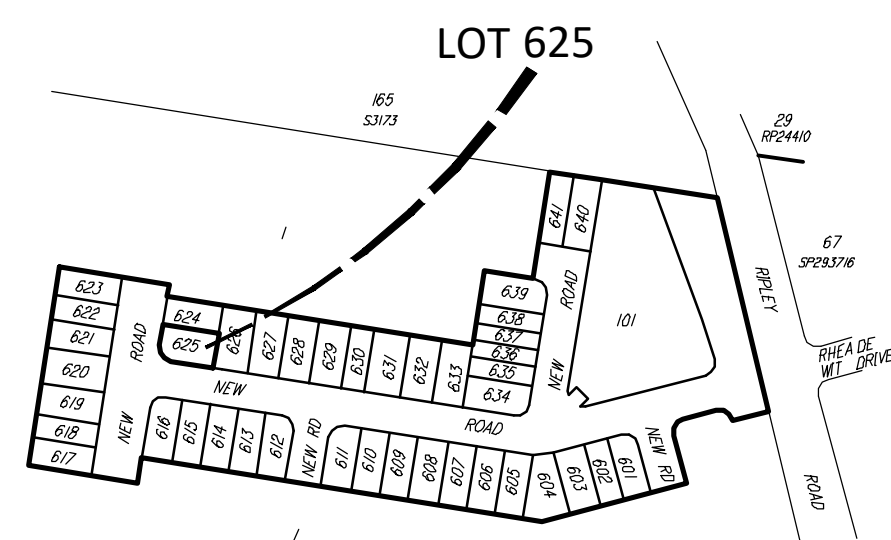 LOT 625
165
S3173
29
RP24410
1
641
640
67
SP293716
RIPLEY
ROAD
623
622
621
620
619
618
617
ROAD
NEW
624
625
626
627
628
629
630
631
632
633
639
638
637
636
635
634
ROAD
NEW
101
RHEA DE
WIT DRIVE
NEW
ROAD
616
615
614
613
612
NEW RD
611
610
609
608
607
606
605
604
603
602
601
NEW RD
1